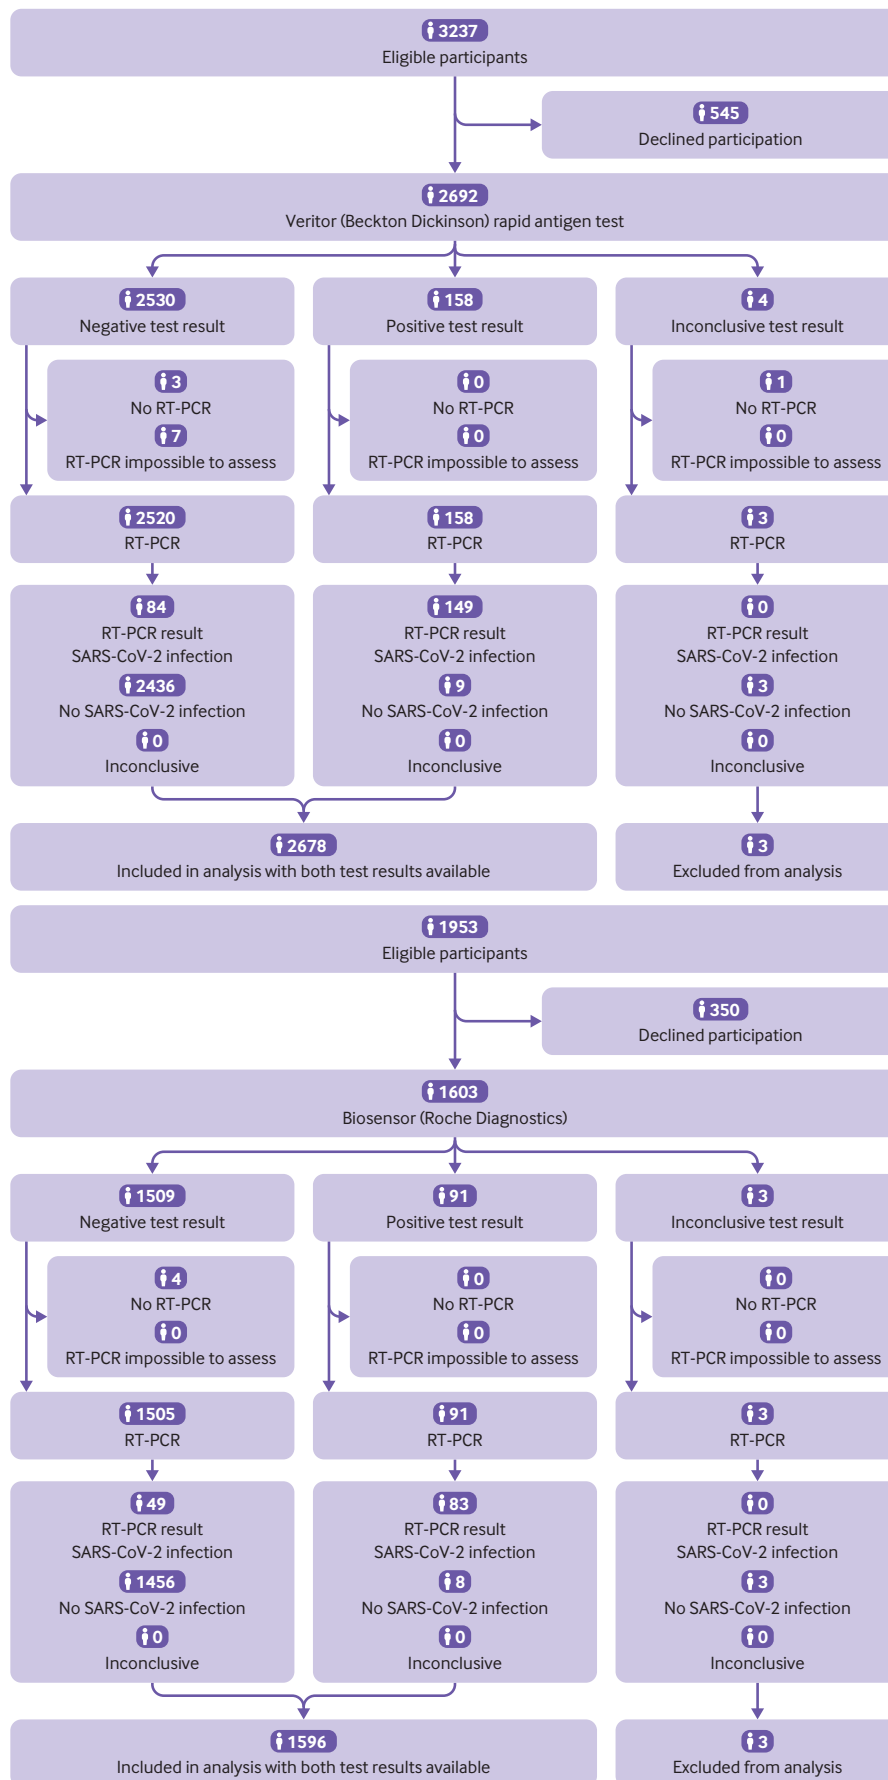 3237
Eligible participants
545
Declined participation
2692
Veritor (Beckton Dickinson) rapid antigen test
2530
Negative test result
158
Positive test result
4
Inconclusive test result
3
No RT-PCR
7
RT-PCR impossible to assess
0
No RT-PCR
0
RT-PCR impossible to assess
1
No RT-PCR
0
RT-PCR impossible to assess
2520
RT-PCR
158
RT-PCR
3
RT-PCR
84
RT-PCR result
SARS-CoV-2 infection
2436
No SARS-CoV-2 infection
0
Inconclusive
149
RT-PCR result
SARS-CoV-2 infection
9
No SARS-CoV-2 infection
0
Inconclusive
0
RT-PCR result
SARS-CoV-2 infection
3
No SARS-CoV-2 infection
0
Inconclusive
2678
Included in analysis with both test results available
3
Excluded from analysis
1953
Eligible participants
350
Declined participation
1603
Biosensor (Roche Diagnostics)
1509
Negative test result
91
Positive test result
3
Inconclusive test result
4
No RT-PCR
0
RT-PCR impossible to assess
0
No RT-PCR
0
RT-PCR impossible to assess
0
No RT-PCR
0
RT-PCR impossible to assess
1505
RT-PCR
91
RT-PCR
3
RT-PCR
49
RT-PCR result
SARS-CoV-2 infection
1456
No SARS-CoV-2 infection
0
Inconclusive
83
RT-PCR result
SARS-CoV-2 infection
8
No SARS-CoV-2 infection
0
Inconclusive
0
RT-PCR result
SARS-CoV-2 infection
3
No SARS-CoV-2 infection
0
Inconclusive
1596
Included in analysis with both test results available
3
Excluded from analysis